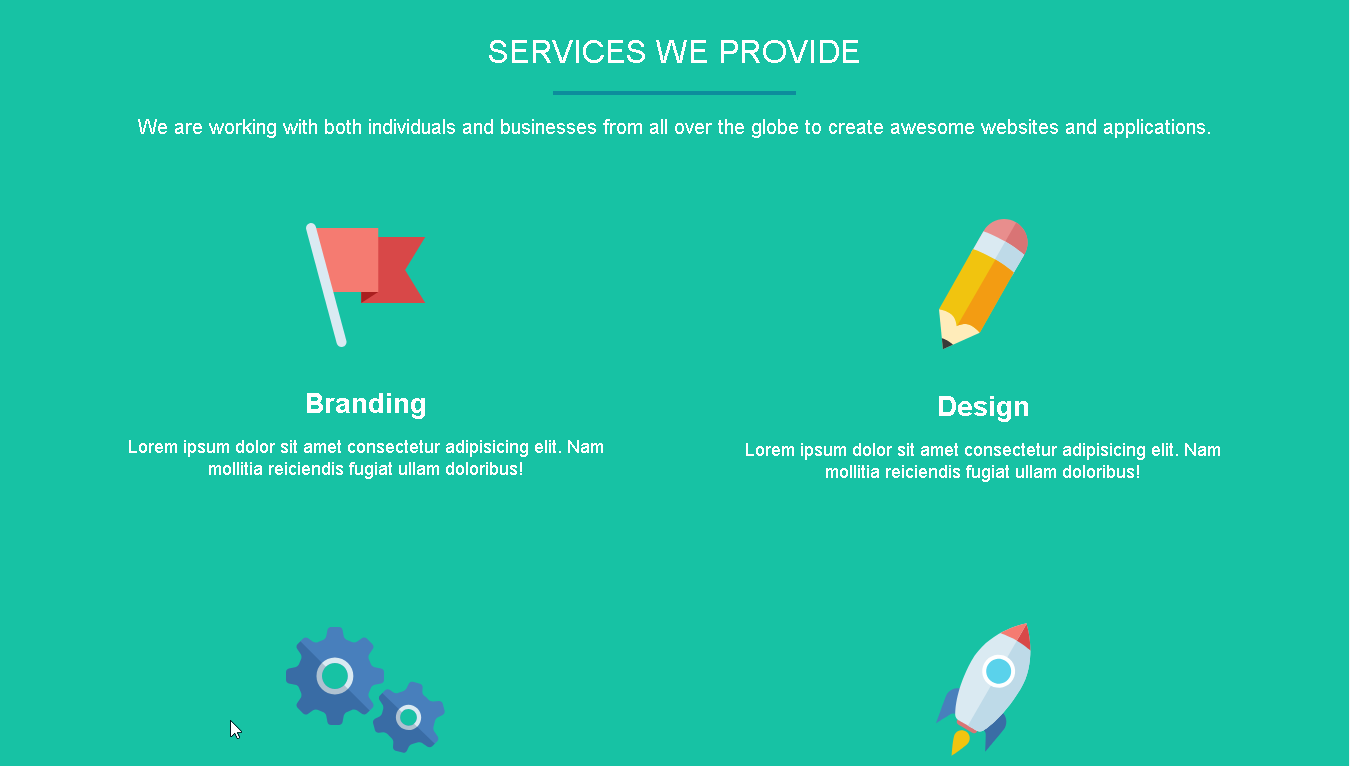 SERVICES WE PROVIDE
We are working with both individuals and businesses from all over the globe to create awesome websites and applications.
Branding
Lorem ipsum dolor sit amet consectetur adipisicing elit. Nam
mollitia reiciendis fugiat ullam doloribus!
Design
Lorem ipsum dolor sit amet consectetur adipisicing elit. Nam
mollitia reiciendis fugiat ullam doloribus!